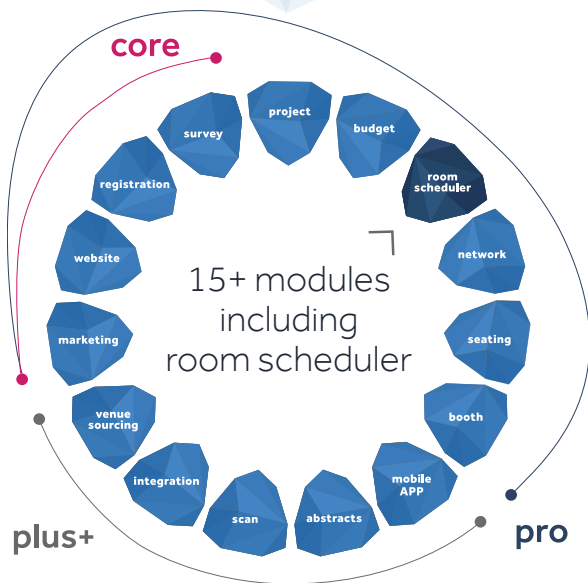 core
project
survey
budget
registration
room
scheduler
website
network
15+ modules
including
room scheduler
marketing
seating
venue
sourcing
booth
integration
mobile
APP
scan
abstracts
plus+
pro